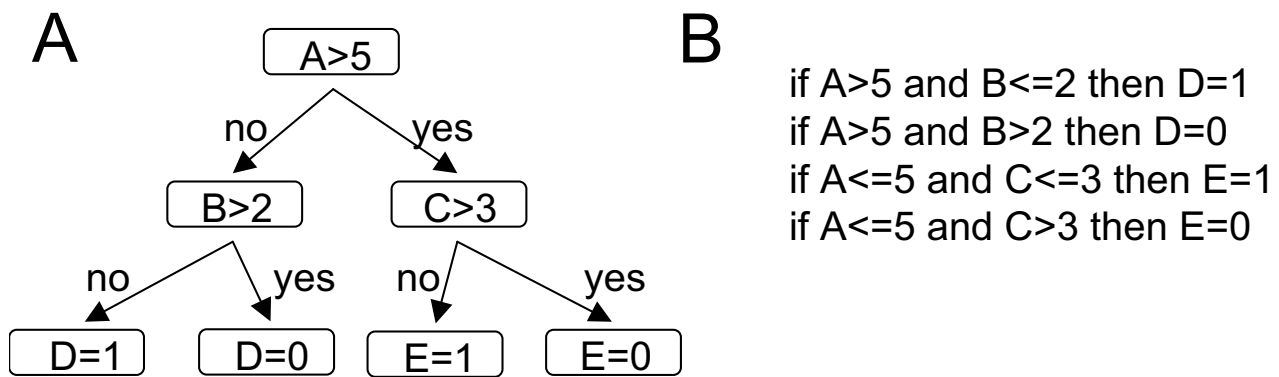 A
A>5
no
yes
B>2
C>3
no
yes
no
yes
D=1
D=0
E=1
E=0
B
if A>5 and B<=2 then D=1
if A>5 and B>2 then D=0
if A<=5 and C<=3 then E=1
if A<=5 and C>3 then E=0